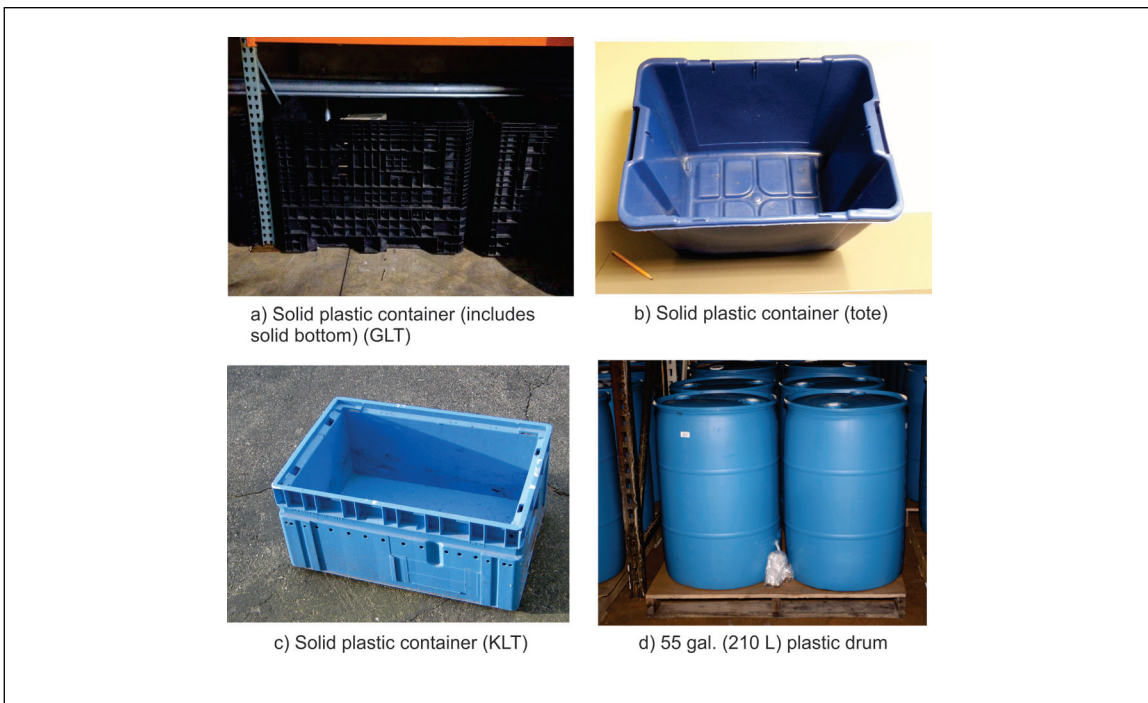 a) Solid plastic container (includes
solid bottom) (GLT)
b) Solid plastic container (tote)
c) Solid plastic container (KLT)
d) 55 gal. (210 L) plastic drum